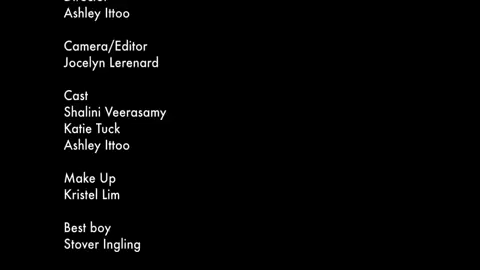 Ashley Ittoo
Camera/Editor
Jocelyn Lerenard
Cast
Shalini Veerasamy
Katie Tuck
Ashley Ittoo
Make Up
Kristel Lim
Best boy
Stover Ingling